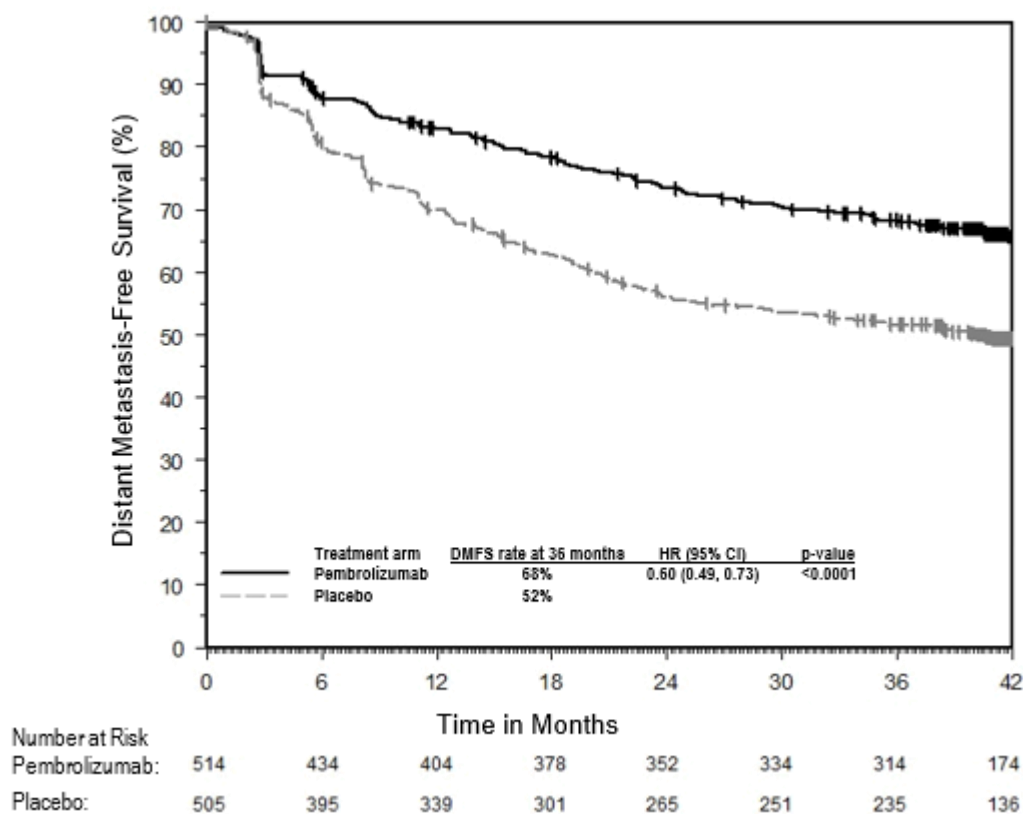 100
90
80
70
60
50
40
30
20
10
0
Distant Metastasis-Free Survival (%)
Treatment arm DMFS rate at 36 months HR (95% CI) p-value
Pembrolizumab 68% 0.60 (0.49, 0.73) <0.0001
Placebo 52%
0 6 12 18 24 30 36 42
Time in Months
Number at Risk
Pembrolizumab: 514 434 404 378 352 334 314 174
Placebo: 505 395 339 301 265 251 235 136